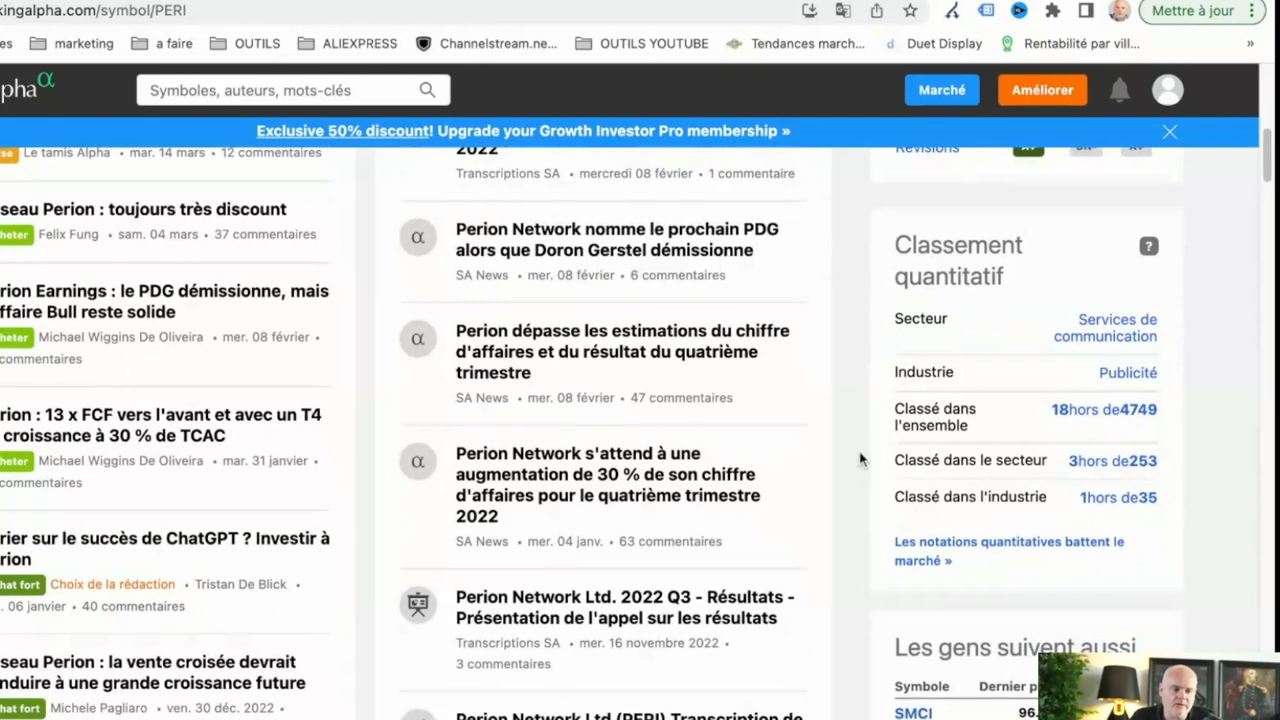 kingalpha.com/symbol/PERI
Mettre à jour
es
marketing
a faire
OUTILS
ALIEXPRESS
Channelstream.ne...
OUTILS YOUTUBE
Tendances march...
Duet Display
Rentabilité par vill...
»
pha α
Symboles, auteurs, mots-clés
Marché
Améliorer
Exclusive 50% discount! Upgrade your Growth Investor Pro membership »
se Le tamis Alpha • mar. 14 mars • 12 commentaires
seau Perion : toujours très discount
heter Felix Fung • sam. 04 mars • 37 commentaires
rion Earnings : le PDG démissionne, mais
ffaire Bull reste solide
heter Michael Wiggins De Oliveira • mer. 08 février •
commentaires
rion : 13 x FCF vers l'avant et avec un T4
croissance à 30 % de TCAC
heter Michael Wiggins De Oliveira • mar. 31 janvier •
commentaires
rier sur le succès de ChatGPT ? Investir à
rion
hat fort Choix de la rédaction • Tristan De Blick •
. 06 janvier • 40 commentaires
seau Perion : la vente croisée devrait
nduire à une grande croissance future
hat fort Michele Pagliaro • ven. 30 déc. 2022 •
2022
Transcriptions SA • mercredi 08 février • 1 commentaire
α
Perion Network nomme le prochain PDG
alors que Doron Gerstel démissionne
SA News • mer. 08 février • 6 commentaires
α
Perion dépasse les estimations du chiffre
d'affaires et du résultat du quatrième
trimestre
SA News • mer. 08 février • 47 commentaires
α
Perion Network s'attend à une
augmentation de 30 % de son chiffre
d'affaires pour le quatrième trimestre
2022
SA News • mer. 04 janv. • 63 commentaires
Perion Network Ltd. 2022 Q3 - Résultats -
Présentation de l'appel sur les résultats
Transcriptions SA • mer. 16 novembre 2022 •
3 commentaires
Perion Network Ltd (PERI) Transcription de
Révisions
Classement
quantitatif
?
Secteur Services de
communication
Industrie Publicité
Classé dans
l'ensemble 18hors de4749
Classé dans le secteur 3hors de253
Classé dans l'industrie 1hors de35
Les notations quantitatives battent le
marché »
Les gens suivent aussi
Symbole Dernier p
SMCI 96.